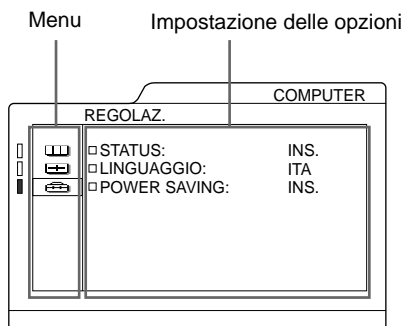 Menu Impostazione delle opzioni
COMPUTER
REGOLAZ.
STATUS: INS.
LINGUAGGIO: ITA
POWER SAVING: INS.